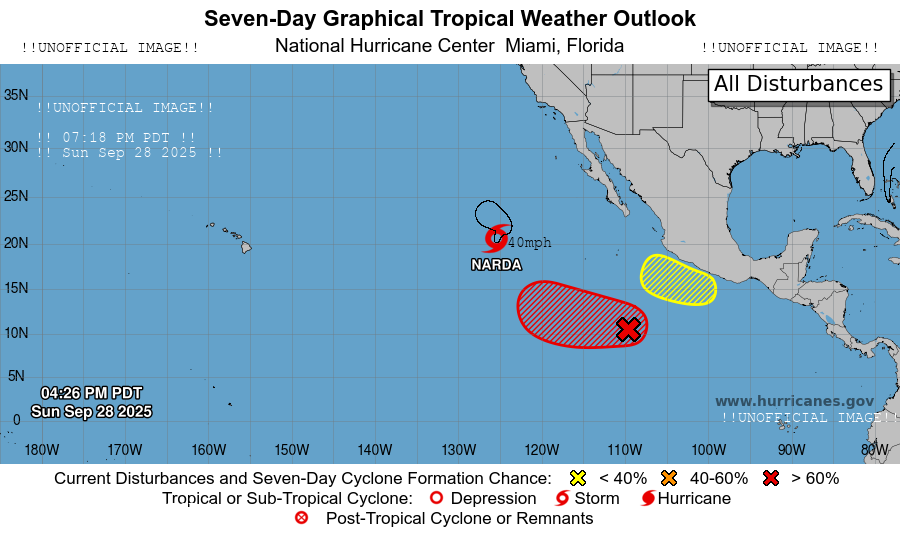 Seven-Day Graphical Tropical Weather Outlook
!!UNOFFICIAL IMAGE!!
National Hurricane Center  Miami, Florida
!!UNOFFICIAL IMAGE!!
All Disturbances
35N
!!UNOFFICIAL IMAGE!!
!! 07:18 PM PDT !!
30N
!! Sun Sep 28 2025 !!
25N
20N
40mph
NARDA
15N
10N
5N
04:26 PM PDT
Sun Sep 28 2025
www.hurricanes.gov
0
!!UNOFFICIAL IMAGE!!
180W 170W 160W 150W 140W 130W 120W 110W 100W 90W 80W
Current Disturbances and Seven-Day Cyclone Formation Chance: < 40% 40-60% > 60%
Tropical or Sub-Tropical Cyclone: Depression Storm Hurricane
Post-Tropical Cyclone or Remnants